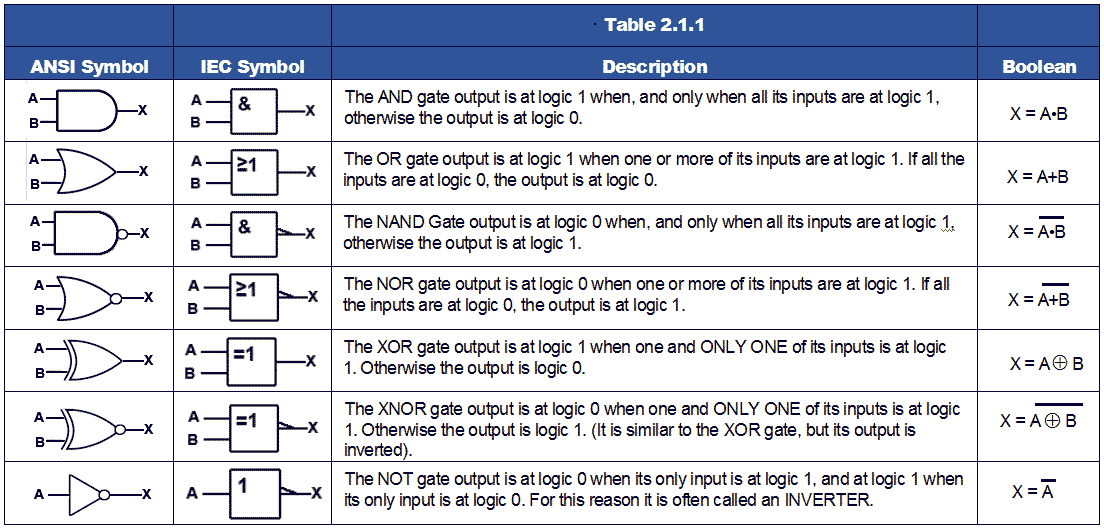 Table 2.1.1
ANSI Symbol IEC Symbol Description Boolean
A B X
A B & X
The AND gate output is at logic 1 when, and only when all its inputs are at logic 1,
otherwise the output is at logic 0.
X = A•B
A B X
A B ≥1 X
The OR gate output is at logic 1 when one or more of its inputs are at logic 1. If all the
inputs are at logic 0, the output is at logic 0.
X = A+B
A B X
A B & X
The NAND Gate output is at logic 0 when, and only when all its inputs are at logic 1,
otherwise the output is at logic 1.
X = A̅•̅B̅
A B X
A B ≥1 X
The NOR gate output is at logic 0 when one or more of its inputs are at logic 1. If all
the inputs are at logic 0, the output is at logic 1.
X = A̅+̅B̅
A B X
A B =1 X
The XOR gate output is at logic 1 when one and ONLY ONE of its inputs is at logic
1. Otherwise the output is logic 0.
X = A ⊕ B
A B X
A B =1 X
The XNOR gate output is at logic 0 when one and ONLY ONE of its inputs is at logic
1. Otherwise the output is logic 1. (It is similar to the XOR gate, but its output is
inverted).
X = A̅ ⊕̅ B̅
A X
A 1 X
The NOT gate output is at logic 0 when its only input is at logic 1, and at logic 1 when
its only input is at logic 0. For this reason it is often called an INVERTER.
X = A̅